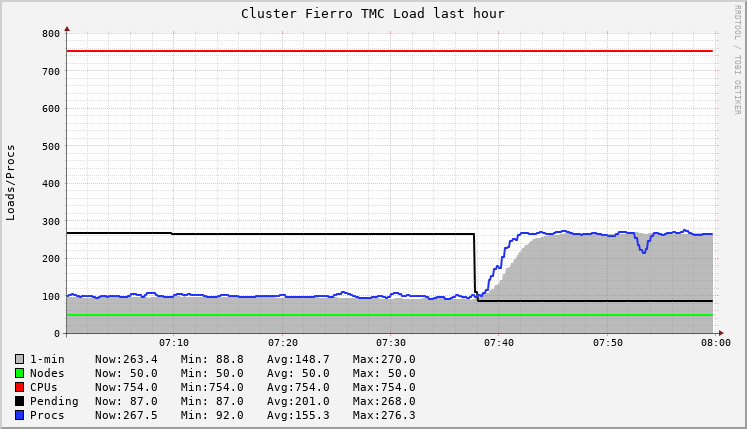 Cluster Fierro TMC Load last hour
RRDTOOL / TOBI OETIKER
Loads/Procs
800
700
600
500
400
300
200
100
0
07:10 07:20 07:30 07:40 07:50 08:00
1-min Now:263.4 Min: 88.8 Avg:148.7 Max:270.0
Nodes Now: 50.0 Min: 50.0 Avg: 50.0 Max: 50.0
CPUs Now:754.0 Min:754.0 Avg:754.0 Max:754.0
Pending Now: 87.0 Min: 87.0 Avg:201.0 Max:268.0
Procs Now:267.5 Min: 92.0 Avg:155.3 Max:276.3